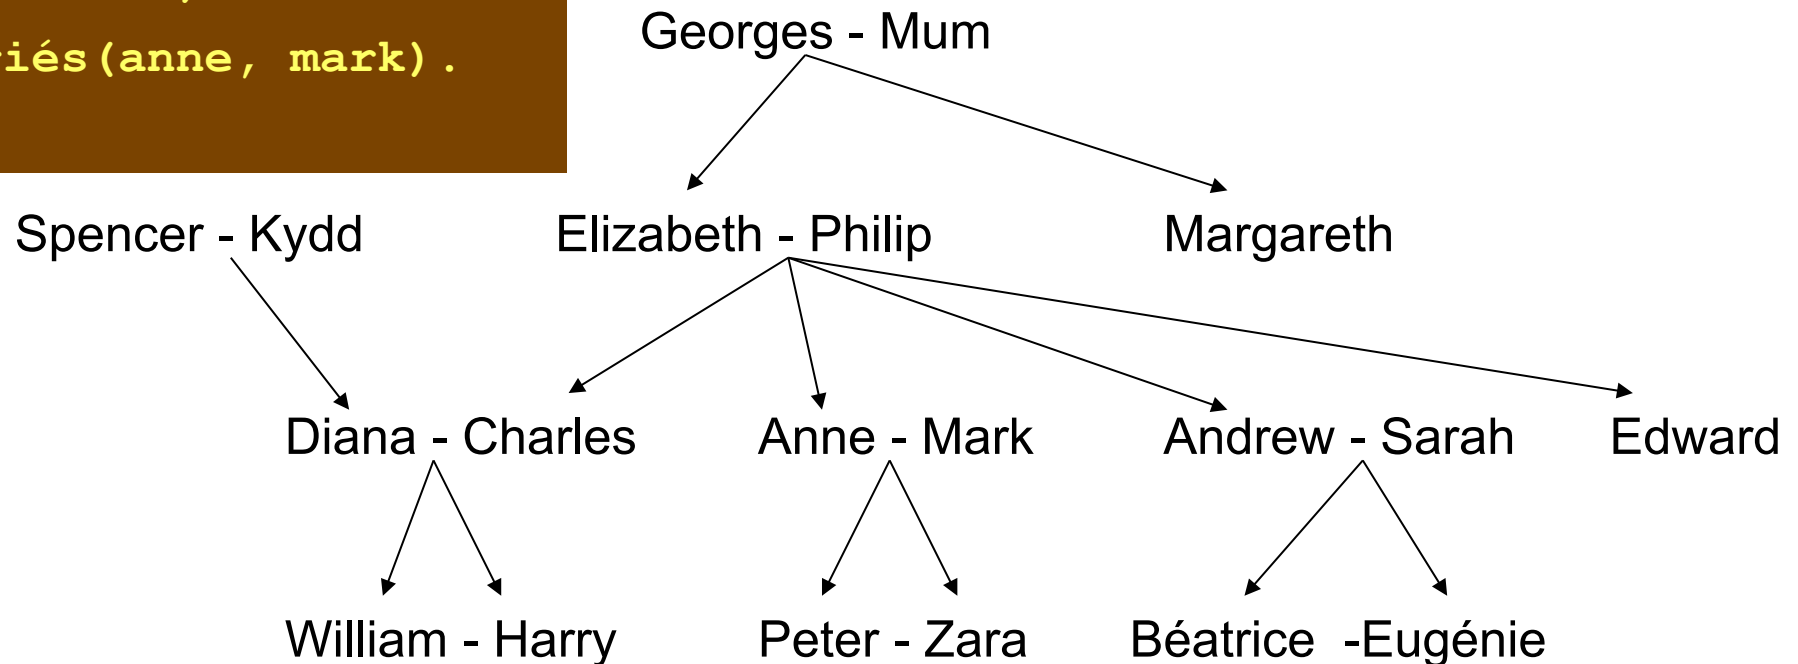 Georges - Mum
iés(anne, mark).
Spencer - Kydd
Elizabeth - Philip
Margareth
Diana - Charles
Anne - Mark
Andrew - Sarah
Edward
William - Harry
Peter - Zara
Béatrice -Eugénie